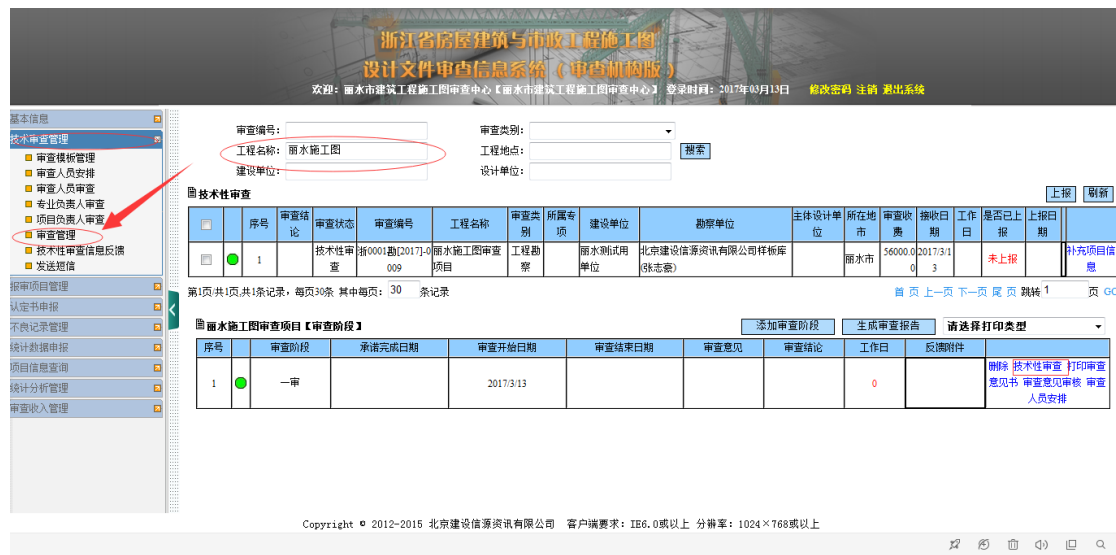 浙江省房屋建筑与市政工程施工图
设计文件审查信息系统（审查机构版）
欢迎：丽水市建筑工程施工图审查中心【丽水市建筑工程施工图审查中心】 登录时间：2017年03月13日 修改密码 注销 退出系统
基本信息
技术审查管理
审查模板管理
审查人员安排
审查人员审查
专业负责人审查
项目负责人审查
审查管理
技术性审查信息反馈
发送短信
报审项目管理
认定书申报
不良记录管理
统计数据申报
项目信息查询
统计分析管理
审查收入管理
审查编号： 审查类别：
工程名称： 丽水施工图 工程地点： 搜索
建设单位： 设计单位：
技术性审查 上报 刷新
序号 审查结论 审查状态 审查编号 工程名称 审查类别 所属专项 建设单位 勘察单位 主体设计单位 所在地市 审查收费 接收日期 工作日 是否已上报 上报日期
1 技术性审查 浙0001勘[2017]-0009 丽水施工图审查项目 工程勘察 丽水测试用单位 北京建设信源资讯有限公司样板库(张志豪) 丽水市 56000.00 2017/3/13 未上报 补充项目信息
第1页/共1页,共1条记录，每页30条 其中每页： 30 条记录 首 页 上一页 下一页 尾 页 跳转 1 页 GO
丽水施工图审查项目【审查阶段】 添加审查阶段 生成审查报告 请选择打印类型
序号 审查阶段 承诺完成日期 审查开始日期 审查结束日期 审查意见 审查结论 工作日 反馈附件
1 一审 2017/3/13 0 删除 技术性审查 打印审查意见书 审查意见审核 审查人员安排
Copyright © 2012-2015 北京建设信源资讯有限公司 客户端要求：IE6.0或以上 分辨率：1024×768或以上